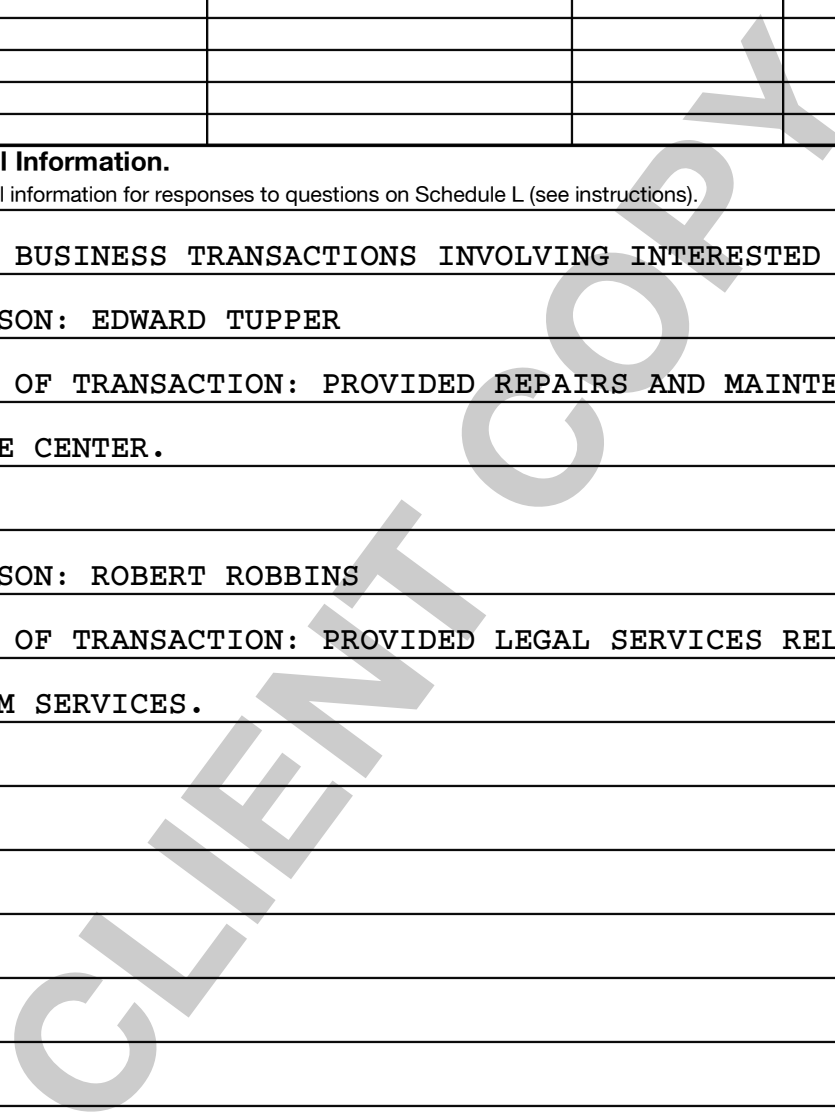 l Information.
l information for responses to questions on Schedule L (see instructions).
BUSINESS TRANSACTIONS INVOLVING INTERESTED
SON: EDWARD TUPPER
OF TRANSACTION: PROVIDED REPAIRS AND MAINTE
E CENTER.
SON: ROBERT ROBBINS
OF TRANSACTION: PROVIDED LEGAL SERVICES REL
M SERVICES.
CLIENT COPY